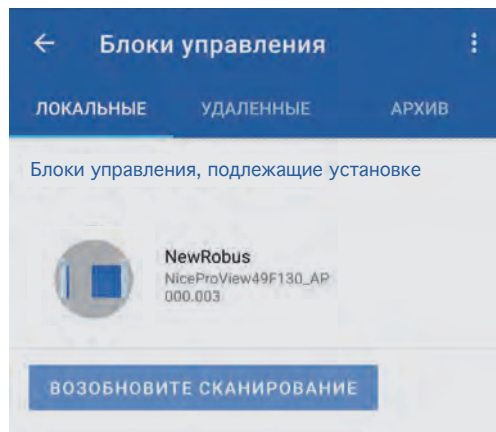 Блоки управления
ЛОКАЛЬНЫЕ УДАЛЕННЫЕ АРХИВ
Блоки управления, подлежащие установке
NewRobus
NiceProView49F130_AP
000.003
ВОЗОБНОВИТЕ СКАНИРОВАНИЕ